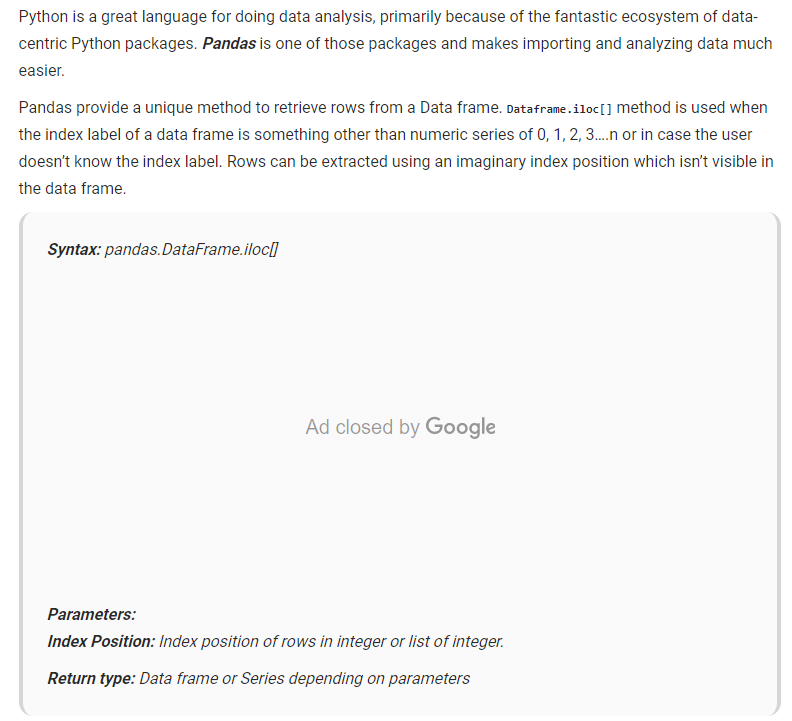 Python is a great language for doing data analysis, primarily because of the fantastic ecosystem of data-
centric Python packages. Pandas is one of those packages and makes importing and analyzing data much
easier.
Pandas provide a unique method to retrieve rows from a Data frame. Dataframe.iloc[] method is used when
the index label of a data frame is something other than numeric series of 0, 1, 2, 3….n or in case the user
doesn’t know the index label. Rows can be extracted using an imaginary index position which isn’t visible in
the data frame.
Syntax: pandas.DataFrame.iloc[]
Ad closed by Google
Parameters:
Index Position: Index position of rows in integer or list of integer.
Return type: Data frame or Series depending on parameters